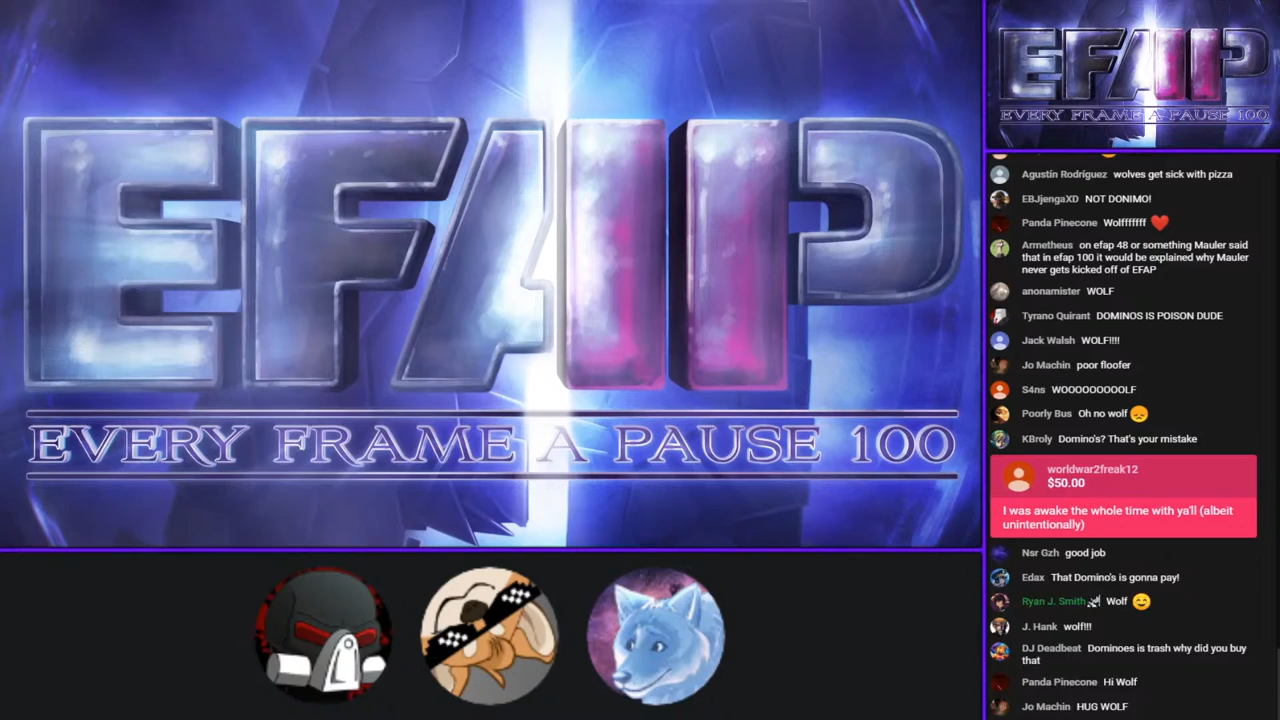 EFAP
EVERY FRAME A PAUSE 100
EFAP
EVERY FRAME A PAUSE 100
Agustín Rodríguez wolves get sick with pizza
EBJjengaXD NOT DONIMO!
Panda Pinecone Wolfffffff ❤️
Armetheus on efap 48 or something Mauler said
that in efap 100 it would be explained why Mauler
never gets kicked off of EFAP
anonamister WOLF
Tyrano Quirant DOMINOS IS POISON DUDE
Jack Walsh WOLF!!!!
Jo Machin poor floofer
S4ns WOOOOOOOOOLF
Poorly Bus Oh no wolf 😞
KBroly Domino's? That's your mistake
worldwar2freak12
$50.00
I was awake the whole time with ya'll (albeit
unintentionally)
Nsr Gzh good job
Edax That Domino's is gonna pay!
Ryan J. Smith Wolf 😊
J. Hank wolf!!!
DJ Deadbeat Dominoes is trash why did you buy
that
Panda Pinecone Hi Wolf
Jo Machin HUG WOLF